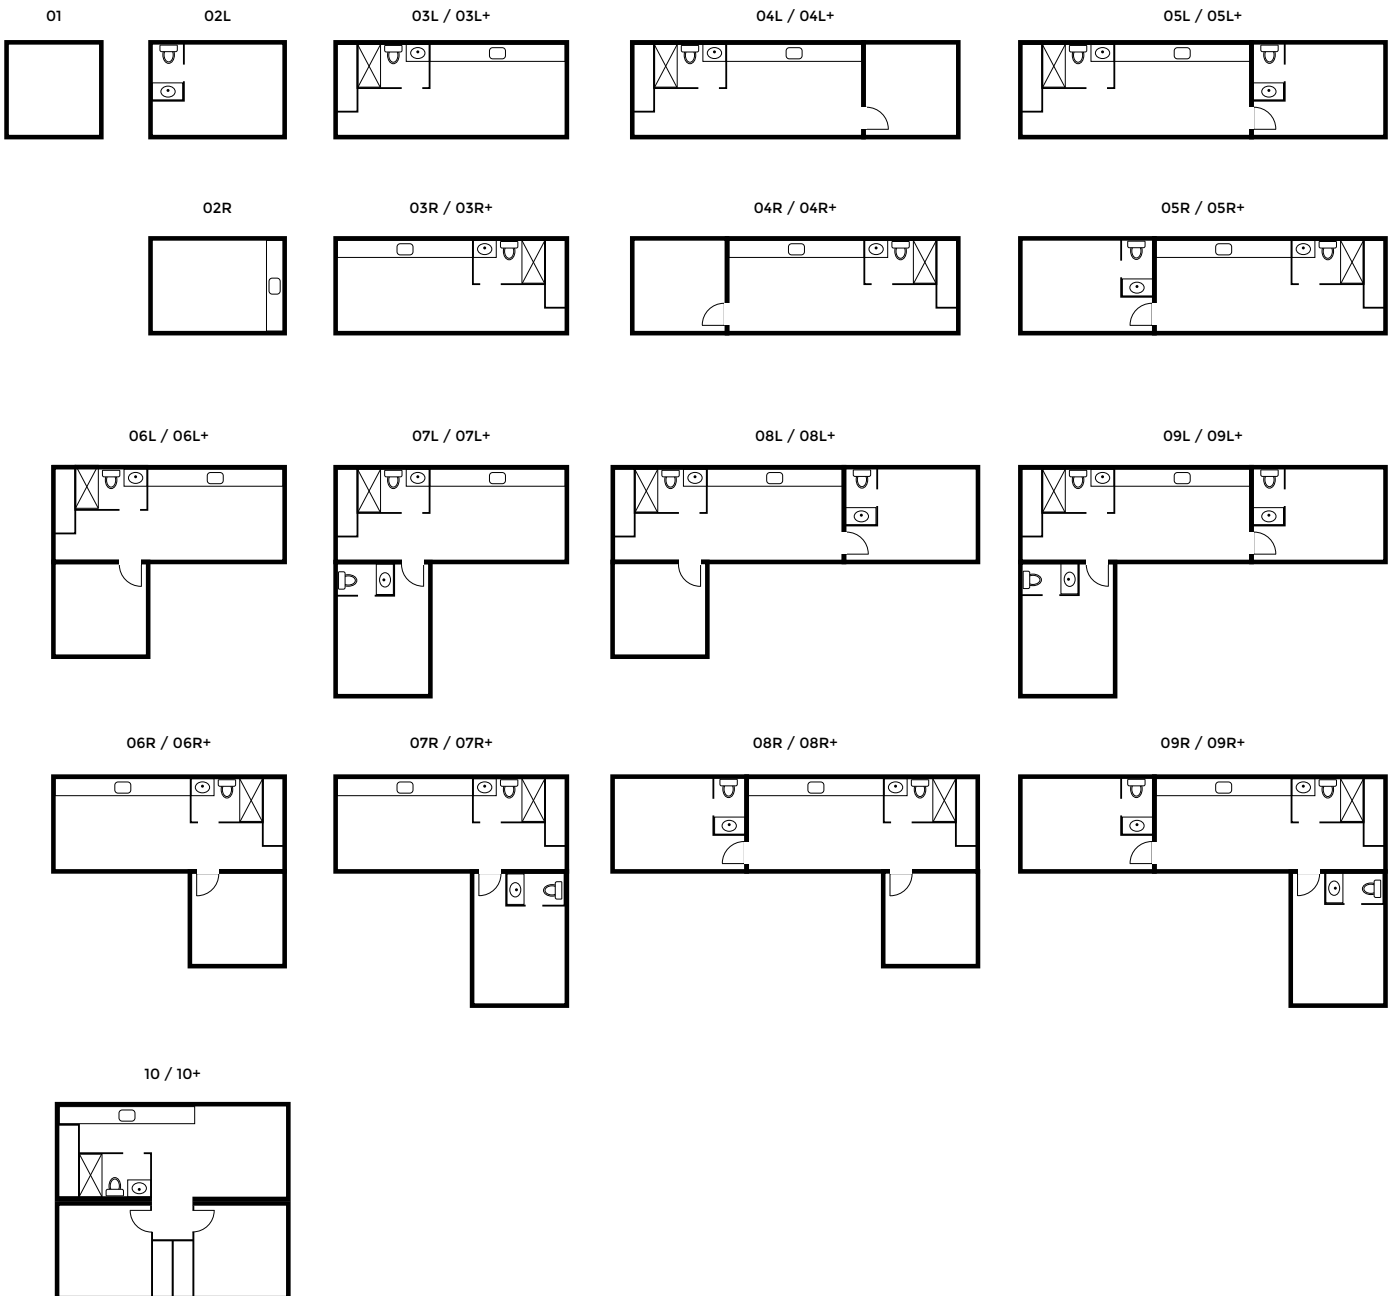 01
02L
03L / 03L+
04L / 04L+
05L / 05L+
02R
03R / 03R+
04R / 04R+
05R / 05R+
06L / 06L+
07L / 07L+
08L / 08L+
09L / 09L+
06R / 06R+
07R / 07R+
08R / 08R+
09R / 09R+
10 / 10+